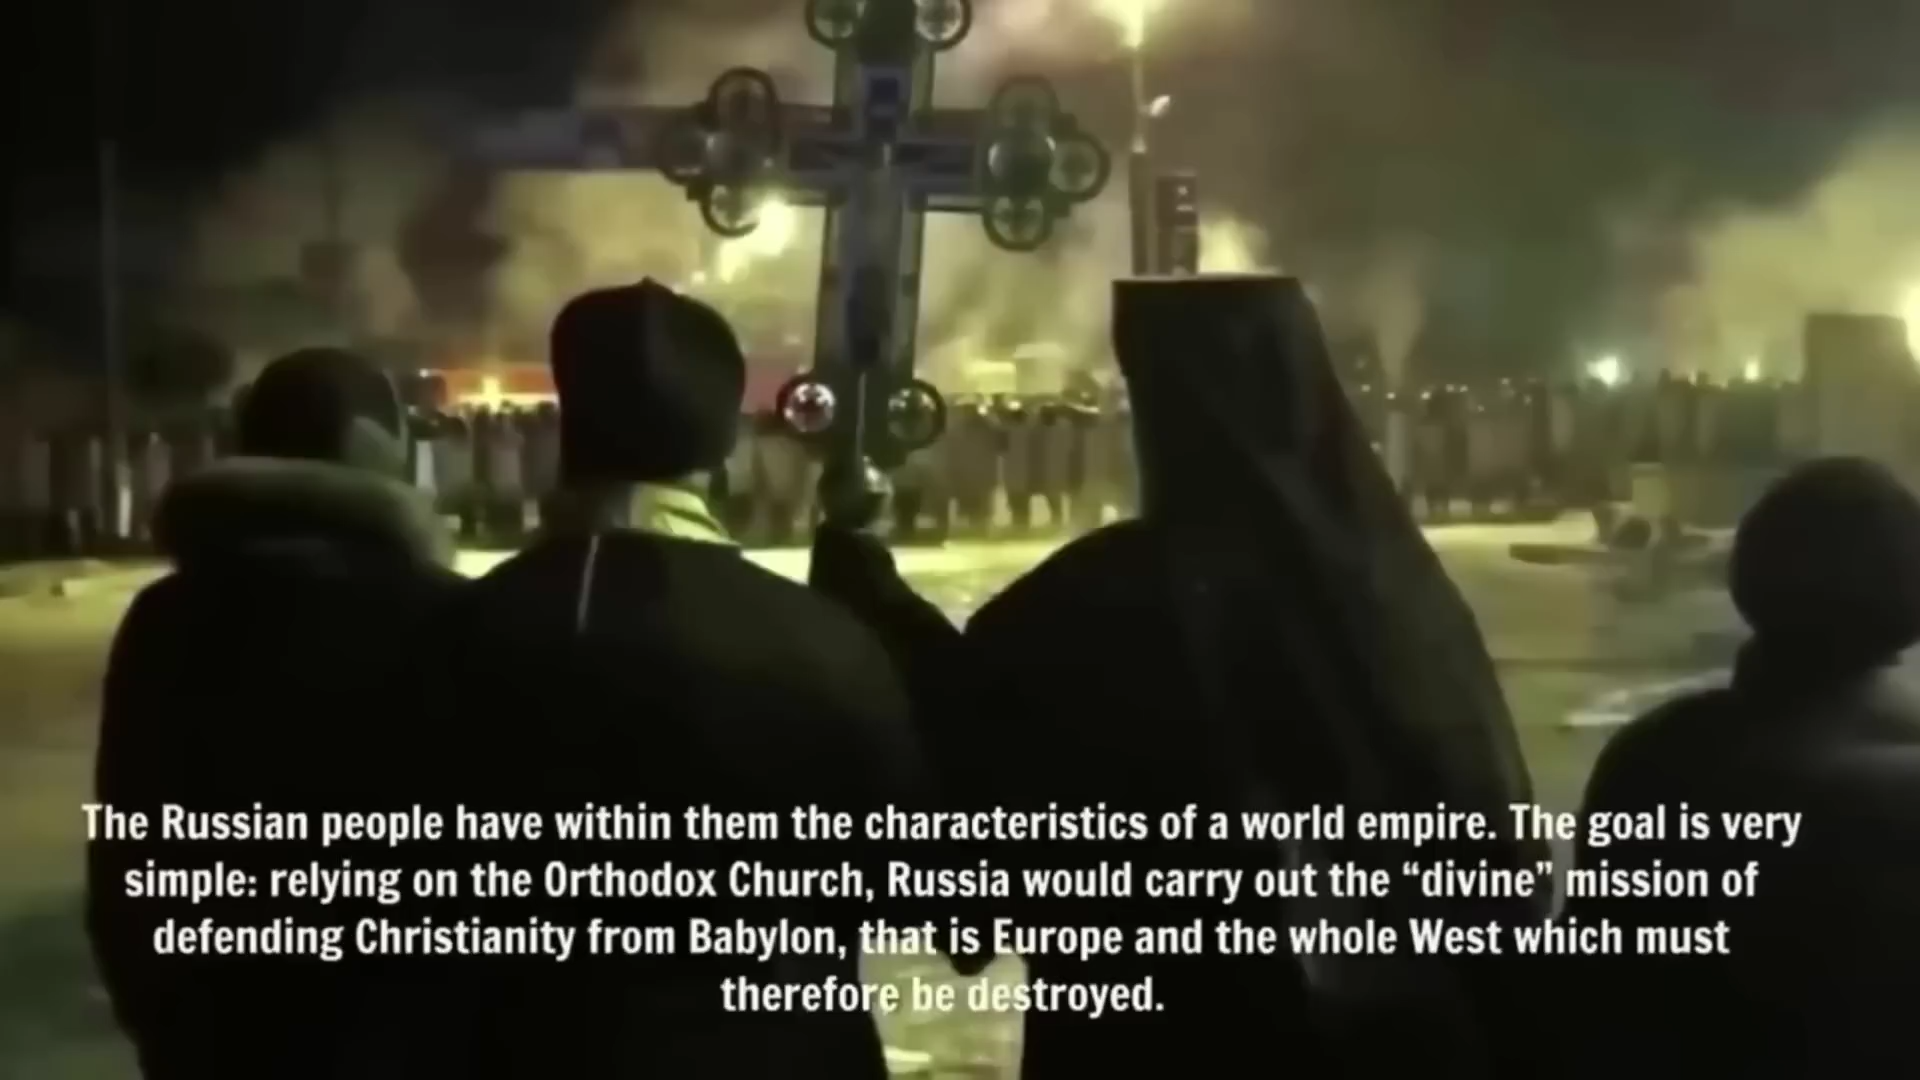 The Russian people have within them the characteristics of a world empire. The goal is very
simple: relying on the Orthodox Church, Russia would carry out the “divine” mission of
defending Christianity from Babylon, that is Europe and the whole West which must
therefore be destroyed.